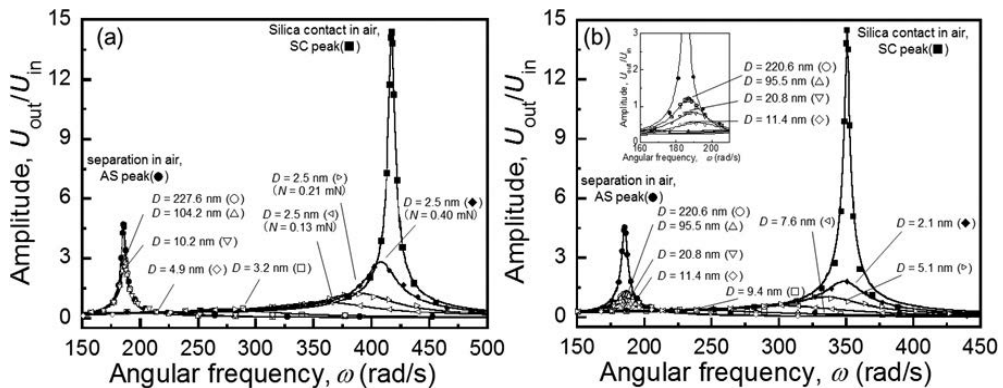 (a)
Silica contact in air,
SC peak(■)
separation in air,
AS peak(●)
D = 227.6 nm (○)
D = 104.2 nm (△)
D = 10.2 nm (▽)
D = 4.9 nm (◇)
D = 3.2 nm (□)
D = 2.5 nm (▷)
(N = 0.21 mN)
D = 2.5 nm (◁)
(N = 0.13 mN)
D = 2.5 nm (◆)
(N = 0.40 mN)
Amplitude, Uout/Uin
15
12
9
6
3
0
150 200 250 300 350 400 450 500
Angular frequency, ω (rad/s)
(b)
Silica contact in air,
SC peak(■)
Amplitude, Uout/Uin
3
2
1
0
160 180 200
Angular frequency, ω (rad/s)
D = 220.6 nm (○)
D = 95.5 nm (△)
D = 20.8 nm (▽)
D = 11.4 nm (◇)
separation in air,
AS peak(●)
D = 220.6 nm (○)
D = 95.5 nm (△)
D = 20.8 nm (▽)
D = 11.4 nm (◇)
D = 9.4 nm (□)
D = 7.6 nm (◁)
D = 2.1 nm (◆)
D = 5.1 nm (▷)
Amplitude, Uout/Uin
15
12
9
6
3
0
150 200 250 300 350 400 450
Angular frequency, ω (rad/s)